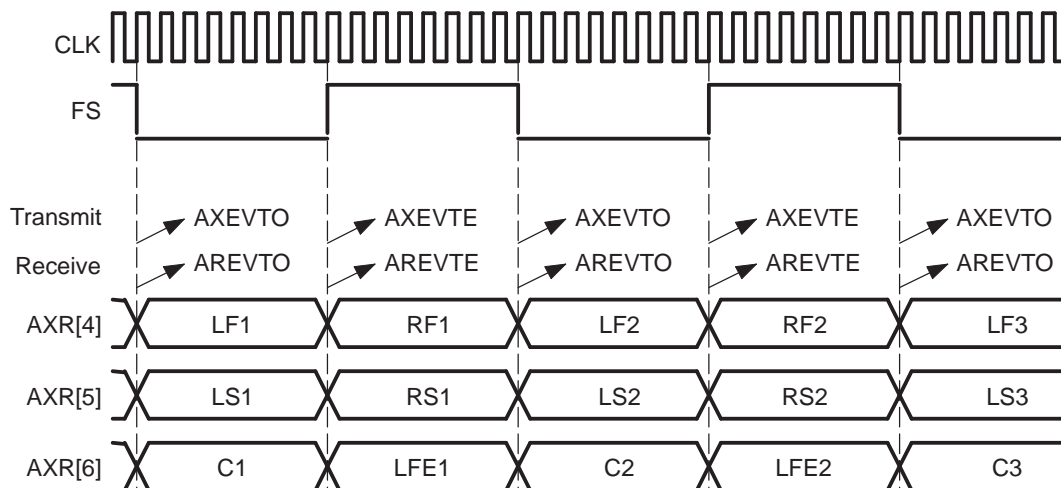 CLK
FS
Transmit AXEVTO AXEVTE AXEVTO AXEVTE AXEVTO
Receive AREVTO AREVTE AREVTO AREVTE AREVTO
AXR[4] LF1 RF1 LF2 RF2 LF3
AXR[5] LS1 RS1 LS2 RS2 LS3
AXR[6] C1 LFE1 C2 LFE2 C3